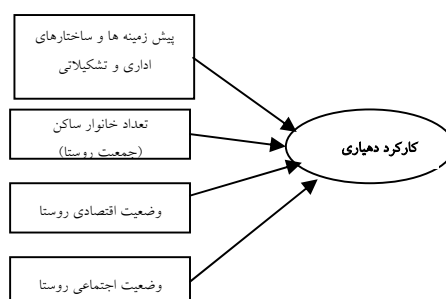 پیش زمینه ها و ساختارهای
اداری و تشکیلاتی
تعداد خانوار ساکن
(جمعیت روستا)
کارکرد دهیاری
وضعیت اقتصادی روستا
وضعیت اجتماعی روستا